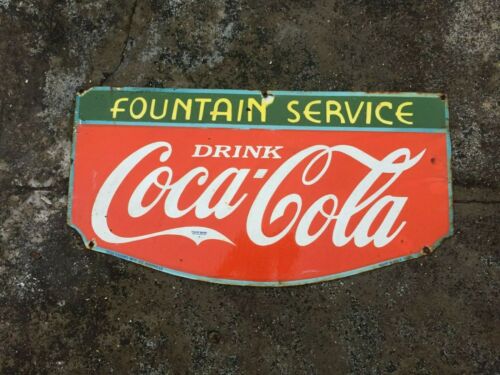 FOUNTAIN SERVICE
DRINK
Coca-Cola